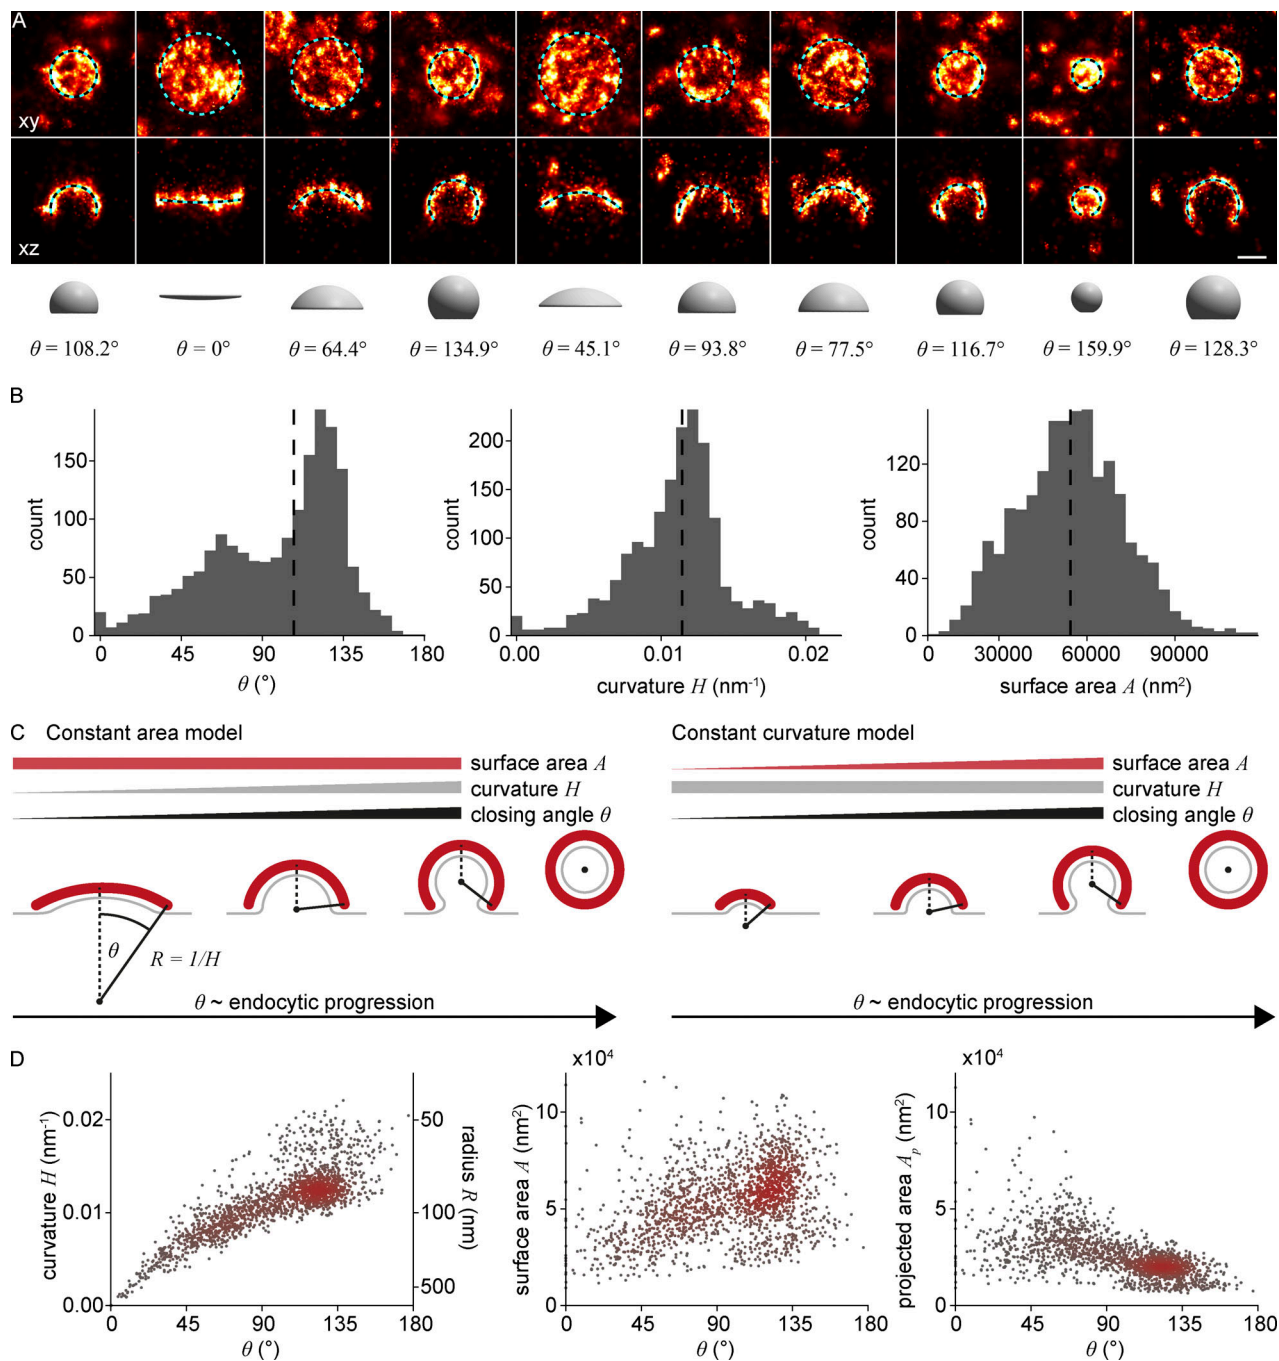 A
xy
xz
θ = 108.2° θ = 0° θ = 64.4° θ = 134.9° θ = 45.1° θ = 93.8° θ = 77.5° θ = 116.7° θ = 159.9° θ = 128.3°
B
count
150
100
50
0
0 45 90 135 180
θ (°)
count
200
150
100
50
0
0.00 0.01 0.02
curvature H (nm⁻¹)
count
120
60
0
0 30000 60000 90000
surface area A (nm²)
C Constant area model
surface area A
curvature H
closing angle θ
θ
R = 1/H
θ ~ endocytic progression
Constant curvature model
surface area A
curvature H
closing angle θ
θ ~ endocytic progression
D
curvature H (nm⁻¹)
0.02
0.01
0.00
0 45 90 135 180
θ (°)
50
100
500
radius R (nm)
x10⁴
surface area A (nm²)
10
5
0
0 45 90 135 180
θ (°)
x10⁴
projected area Aₚ (nm²)
10
5
0
0 45 90 135 180
θ (°)